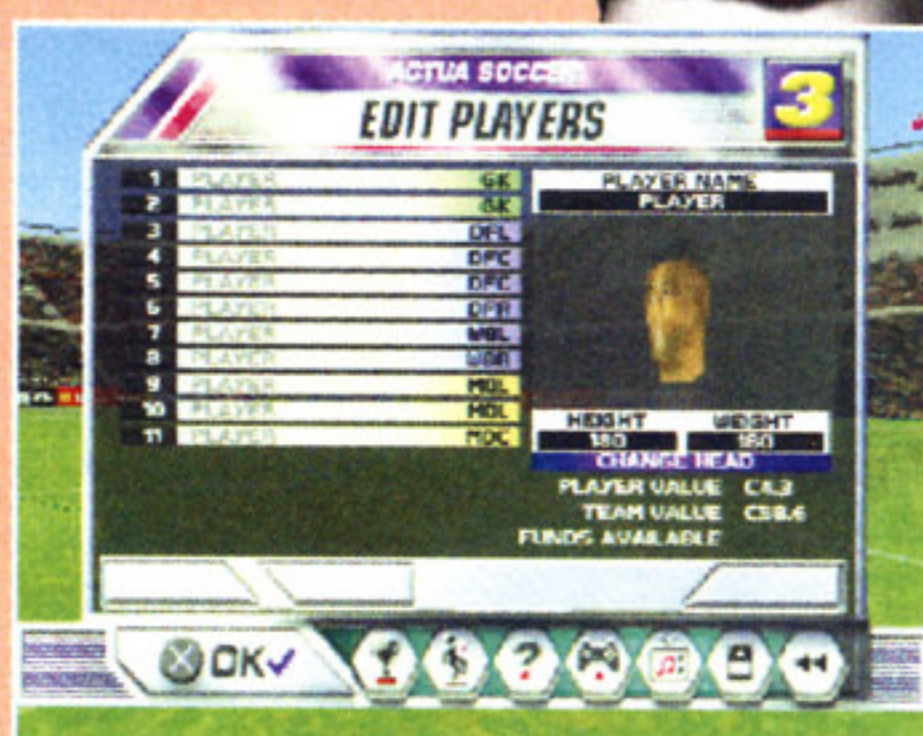 ACTUA SOCCER
3
EDIT PLAYERS
1 PLAYER GK
2 PLAYER GK
3 PLAYER DFL
4 PLAYER DFC
5 PLAYER DFC
6 PLAYER DFR
7 PLAYER WBL
8 PLAYER WBR
9 PLAYER MDL
10 PLAYER MDL
11 PLAYER MDC
PLAYER NAME
PLAYER
HEIGHT WEIGHT
180 160
CHANGE HEAD
PLAYER VALUE £4.3
TEAM VALUE £38.6
FUNDS AVAILABLE
OK
?